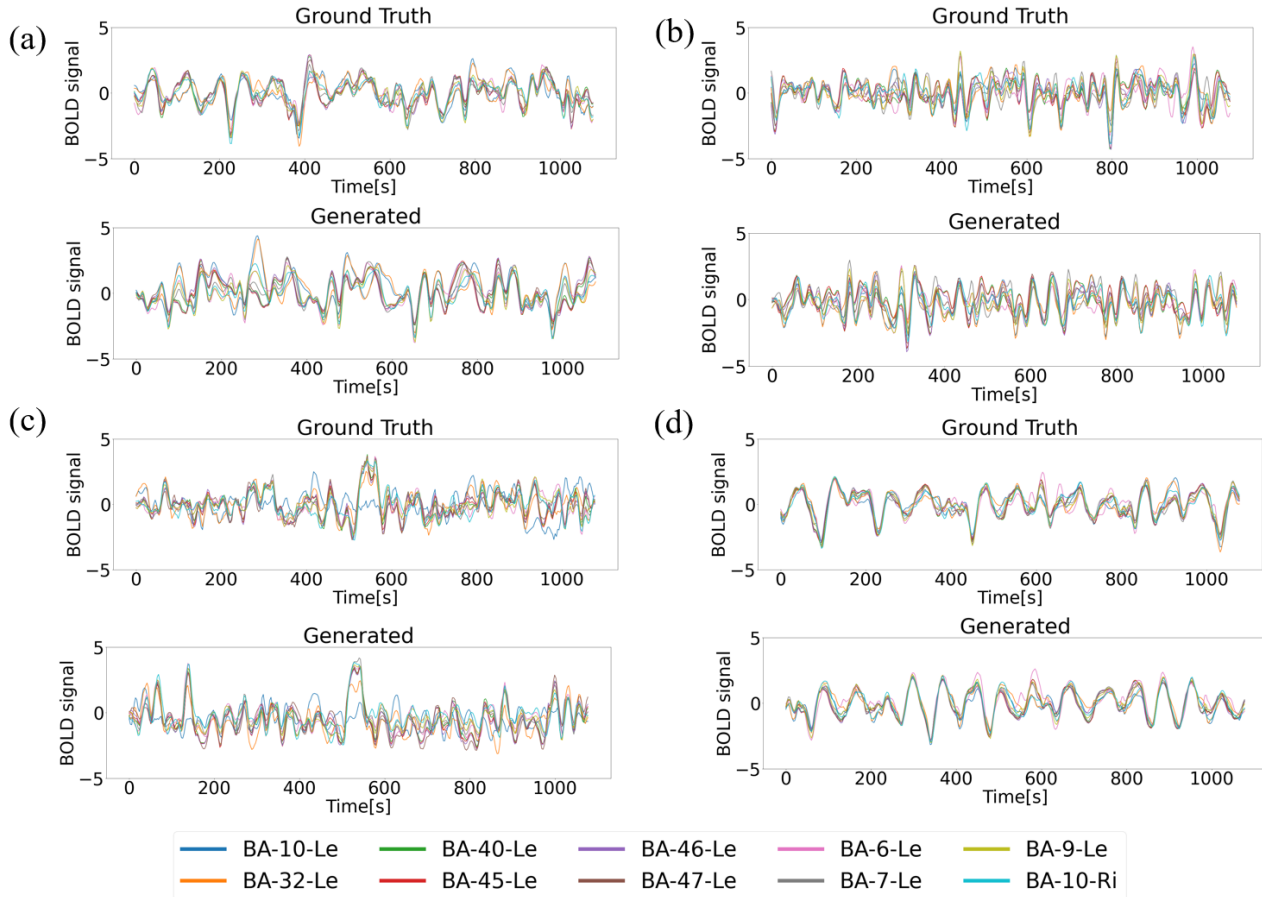 (a)
Ground Truth
BOLD signal
5
0
−5
0 200 400 600 800 1000
Time[s]
Generated
BOLD signal
5
0
−5
0 200 400 600 800 1000
Time[s]
(b)
Ground Truth
BOLD signal
5
0
−5
0 200 400 600 800 1000
Time[s]
Generated
BOLD signal
5
0
−5
0 200 400 600 800 1000
Time[s]
(c)
Ground Truth
BOLD signal
5
0
−5
0 200 400 600 800 1000
Time[s]
Generated
BOLD signal
5
0
−5
0 200 400 600 800 1000
Time[s]
(d)
Ground Truth
BOLD signal
5
0
−5
0 200 400 600 800 1000
Time[s]
Generated
BOLD signal
5
0
−5
0 200 400 600 800 1000
Time[s]
BA-10-Le BA-40-Le BA-46-Le BA-6-Le BA-9-Le
BA-32-Le BA-45-Le BA-47-Le BA-7-Le BA-10-Ri